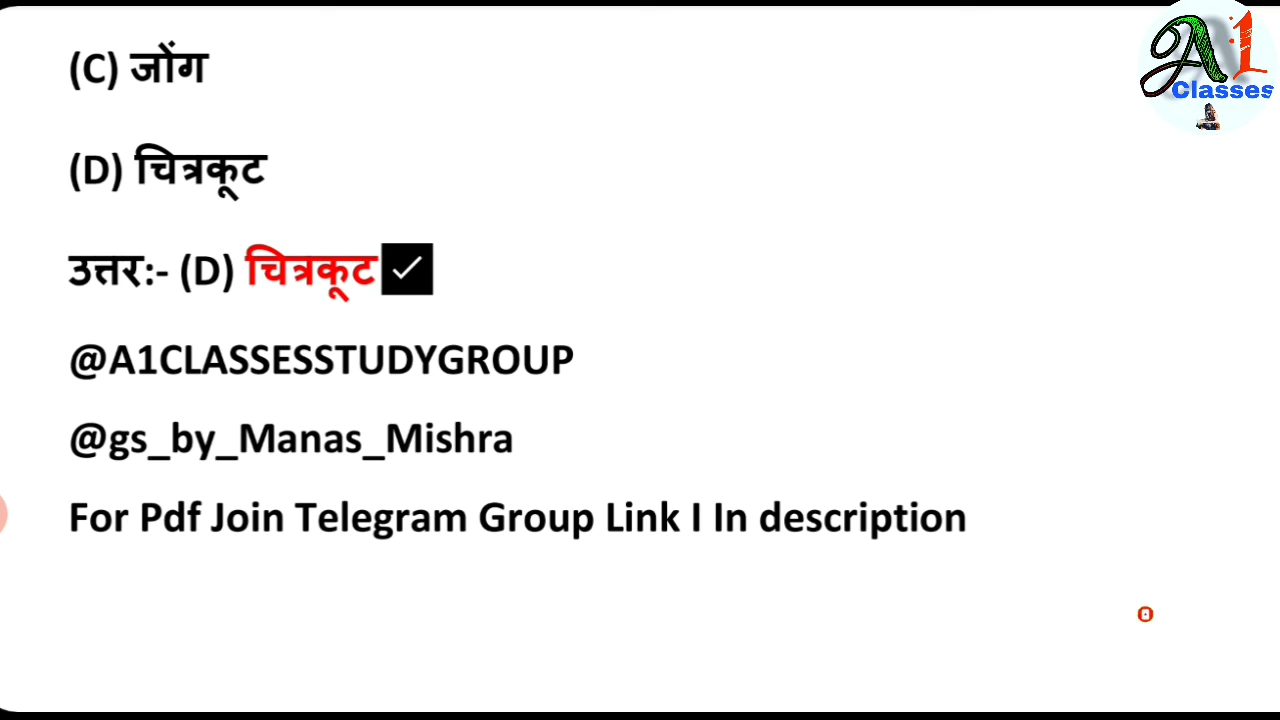 A1
Classes
(C) जोंग
(D) चित्रकूट
उत्तर:- (D) चित्रकूट
@A1CLASSESSTUDYGROUP
@gs_by_Manas_Mishra
For Pdf Join Telegram Group Link I In description